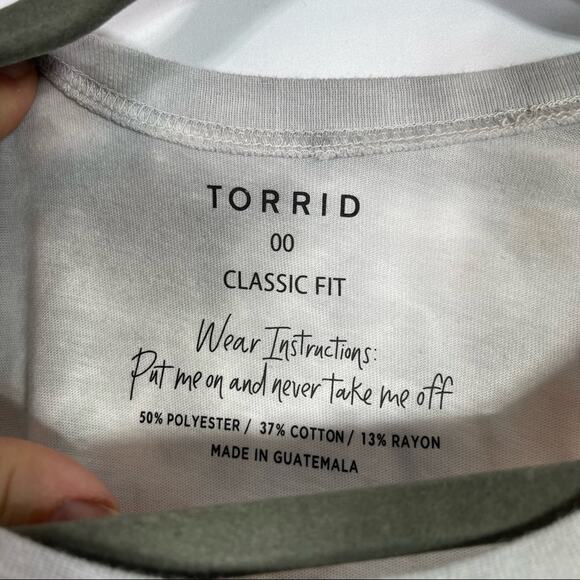 TORRID
00
CLASSIC FIT
Wear Instructions:
Put me on and never take me off
50% POLYESTER / 37% COTTON / 13% RAYON
MADE IN GUATEMALA